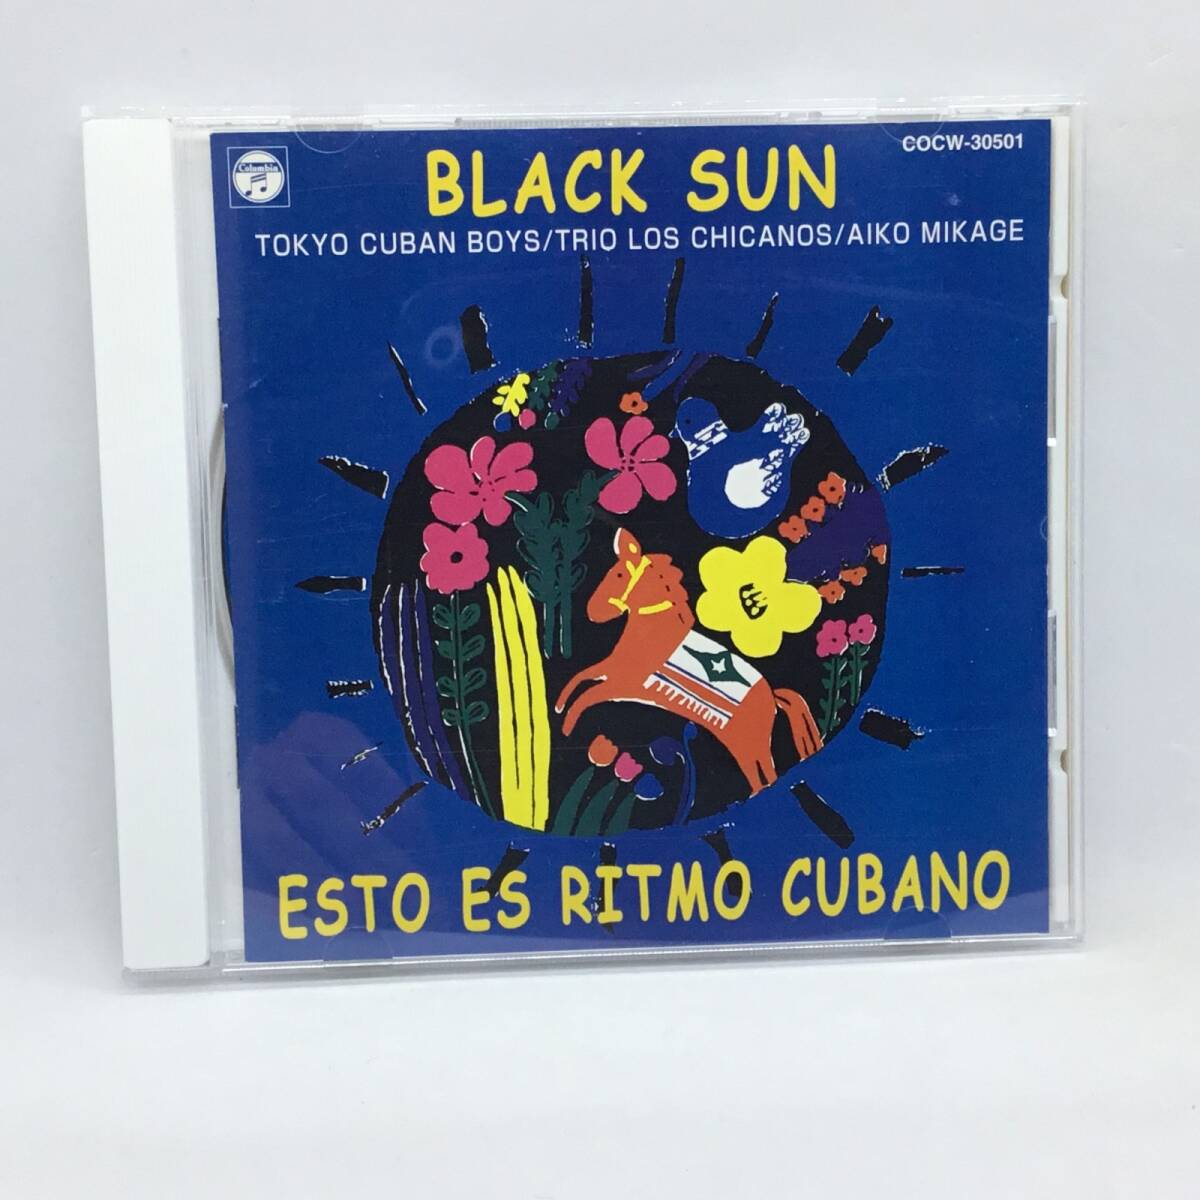 COCW-30501
Columbia
BLACK SUN
TOKYO CUBAN BOYS/TRIO LOS CHICANOS/AIKO MIKAGE
ESTO ES RITMO CUBANO